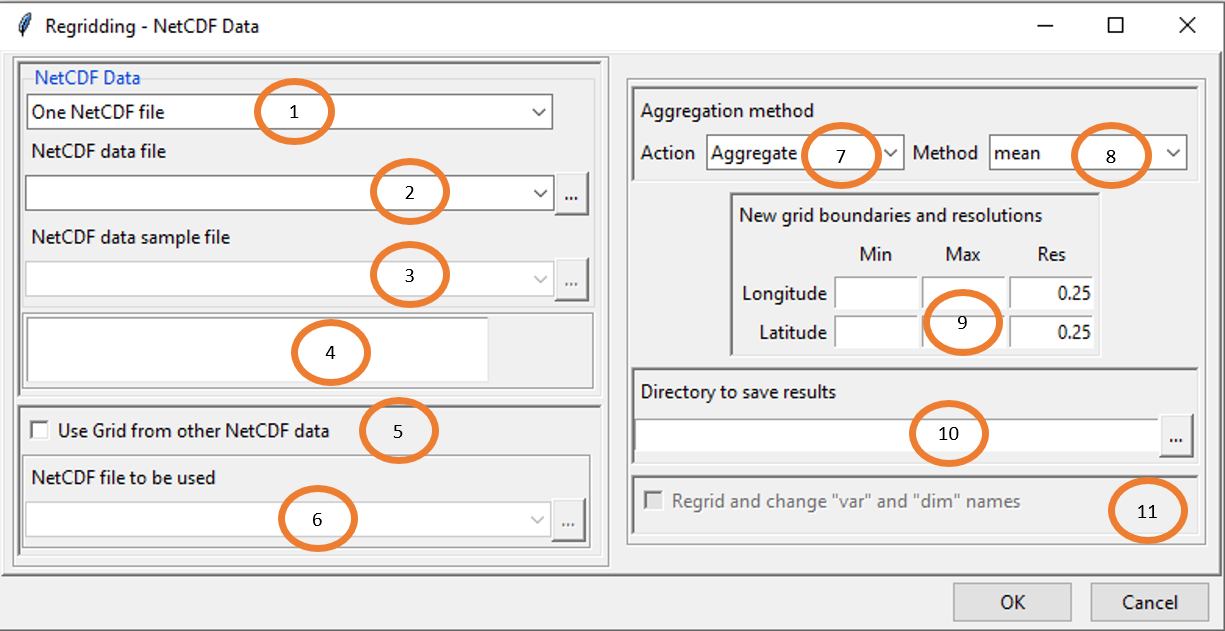 Regridding - NetCDF Data
NetCDF Data
One NetCDF file
1
NetCDF data file
2
...
NetCDF data sample file
3
...
4
Use Grid from other NetCDF data
5
NetCDF file to be used
6
...
Aggregation method
Action Aggregate 7 Method mean 8
New grid boundaries and resolutions
Min Max Res
Longitude 0.25
9
Latitude 0.25
Directory to save results
10
...
Regrid and change "var" and "dim" names
11
OK Cancel